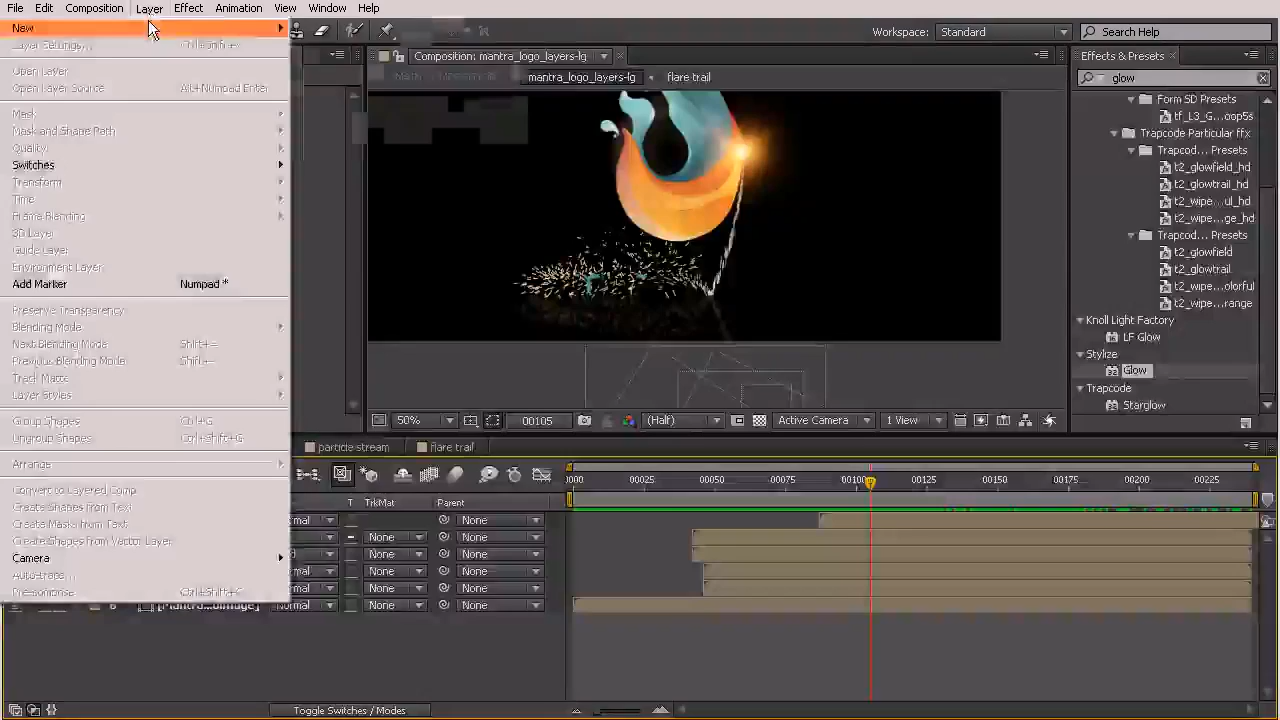 File Edit Composition Layer Effect Animation View Window Help
New
Workspace: Standard Search Help
Layer Settings... Ctrl+Shift+Y
Composition: mantra_logo_layers-lg
Effects & Presets
Open Layer
mantra_logo_layers-lg flare trail
glow
Open Layer Source Alt+Numpad Enter
Form SD Presets
Mask
tf_L3_G...oop5s
Mask and Shape Path
Trapcode Particular ffx
Quality
Trapcod... Presets
Switches
t2_glowfield_hd
Transform
t2_glowtrail_hd
Time
t2_wipe...ul_hd
Frame Blending
t2_wipe...ge_hd
3D Layer
Trapcod... Presets
Guide Layer
t2_glowfield
Environment Layer
t2_glowtrail
Add Marker Numpad *
t2_wipe...olorful
Preserve Transparency
t2_wipe...range
Blending Mode
Knoll Light Factory
Next Blending Mode Shift+=
LF Glow
Previous Blending Mode Shift+-
Stylize
Track Matte
Glow
Layer Styles
Trapcode
Starglow
Group Shapes Ctrl+G
50% 00105 (Half) Active Camera 1 View
Ungroup Shapes Ctrl+Shift+G
particle stream flare trail
Arrange
0000 00025 00050 00075 00100 00125 00150 00175 00200 00225
Convert to Layered Comp
T TrkMat Parent
Create Shapes from Text
rmal None
Create Masks from Text
None None
Create Shapes from Vector Layer
None None
Camera
None None
Auto-trace...
None None
Pre-compose... Ctrl+Shift+C
Normal None None
Toggle Switches / Modes